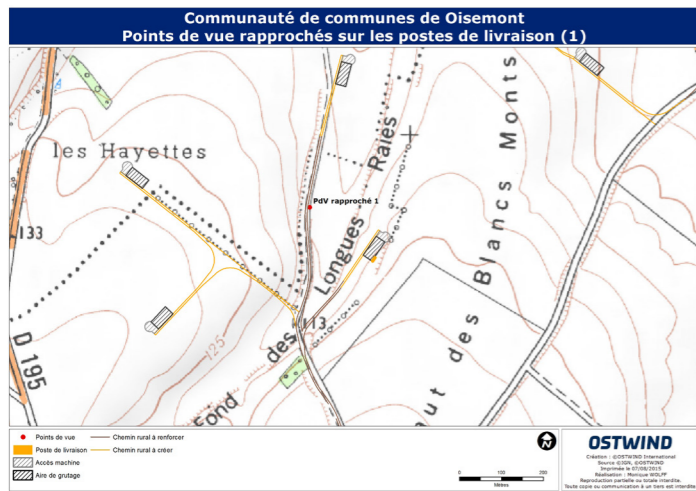 Communauté de communes de Oisemont
Points de vue rapprochés sur les postes de livraison (1)
les Hayettes
133
D 195
125
PdV rapproché 1
113
Fond des Longues Raies
out des Blancs Monts
Points de vue
Poste de livraison
Accès machine
Aire de grutage
Chemin rural à renforcer
Chemin rural à créer
0 100 200
Mètres
OSTWIND
Création : ©OSTWIND International
Source ©IGN, ©OSTWIND
Imprimée le 07/08/2015
Réalisation : Monique WOLFF
Reproduction partielle ou totale interdite.
Toute copie ou communication à un tiers est interdite